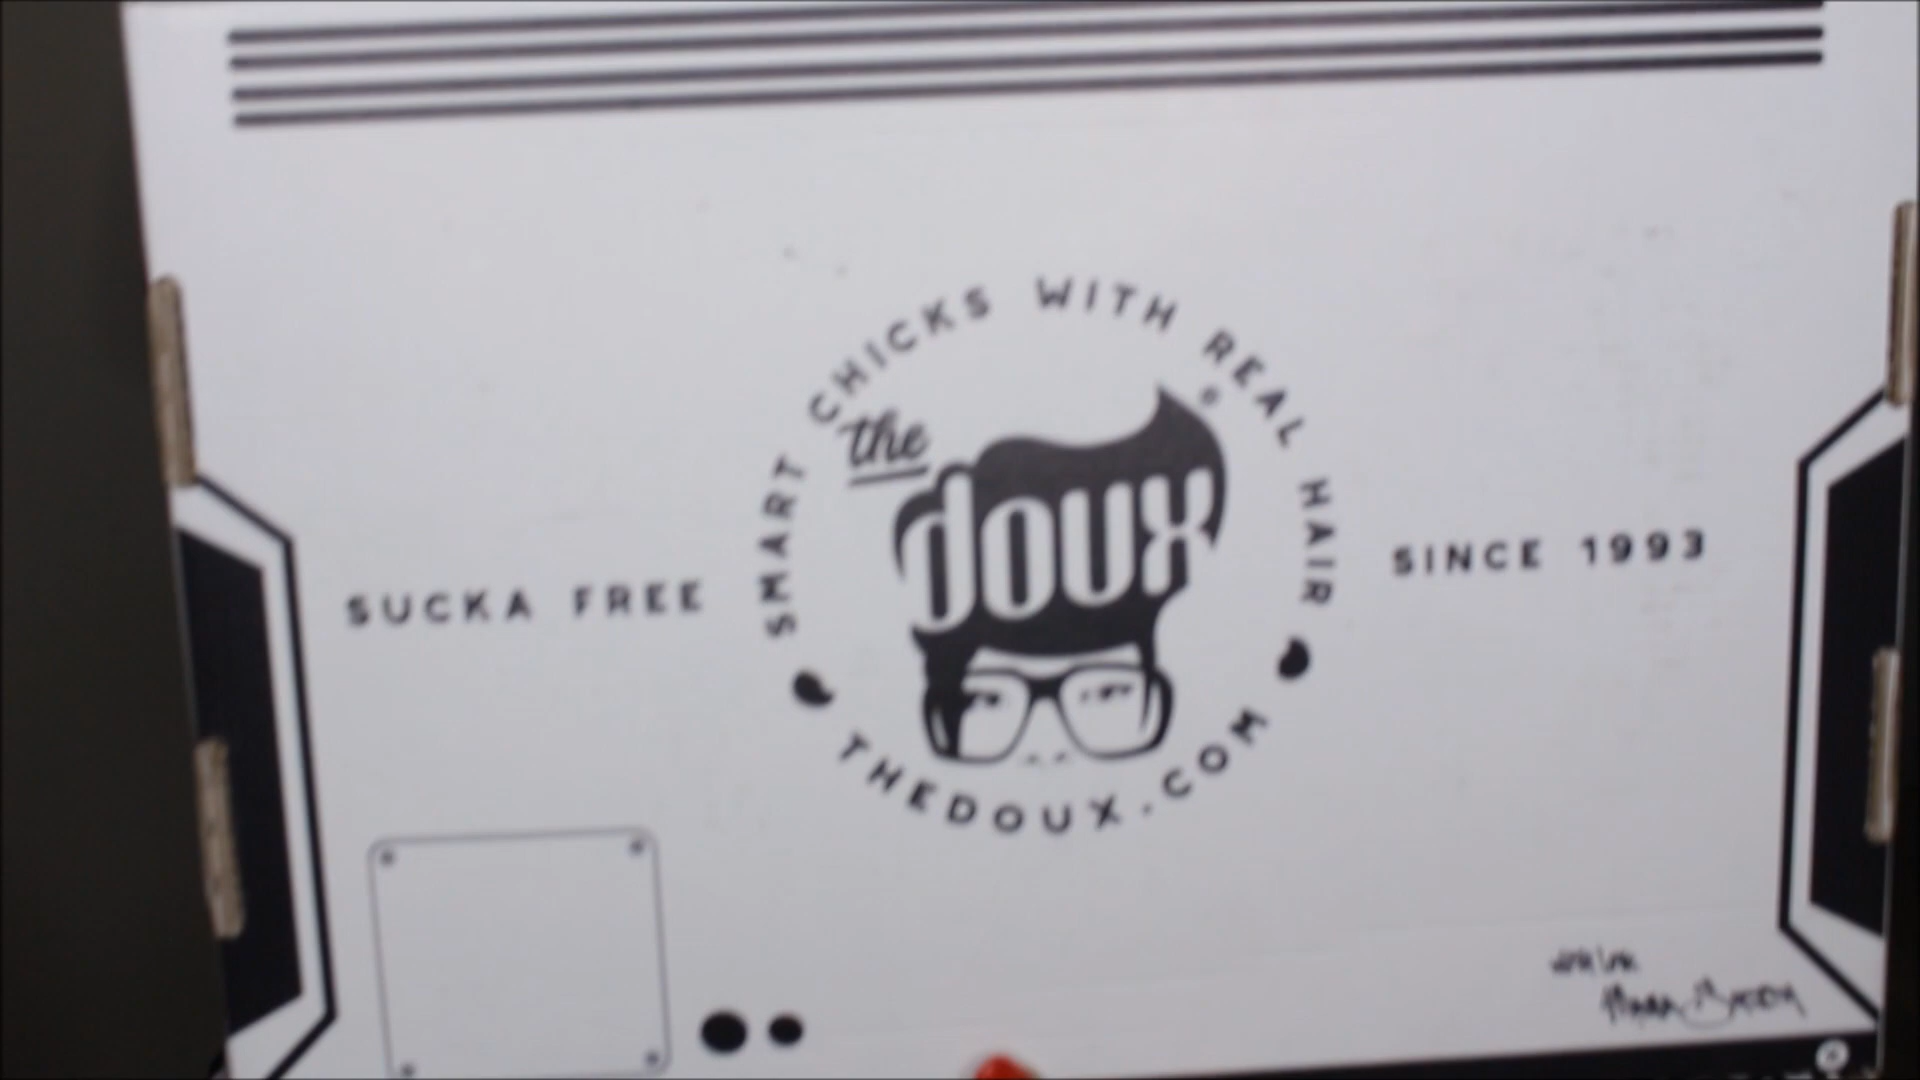 SMART CHICKS WITH REAL HAIR
the
doux
SUCKA FREE
SINCE 1993
THEDOUX.COM